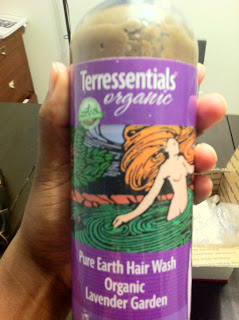 Terressentials®
organic
Pure Earth Hair Wash
Organic
Lavender Garden